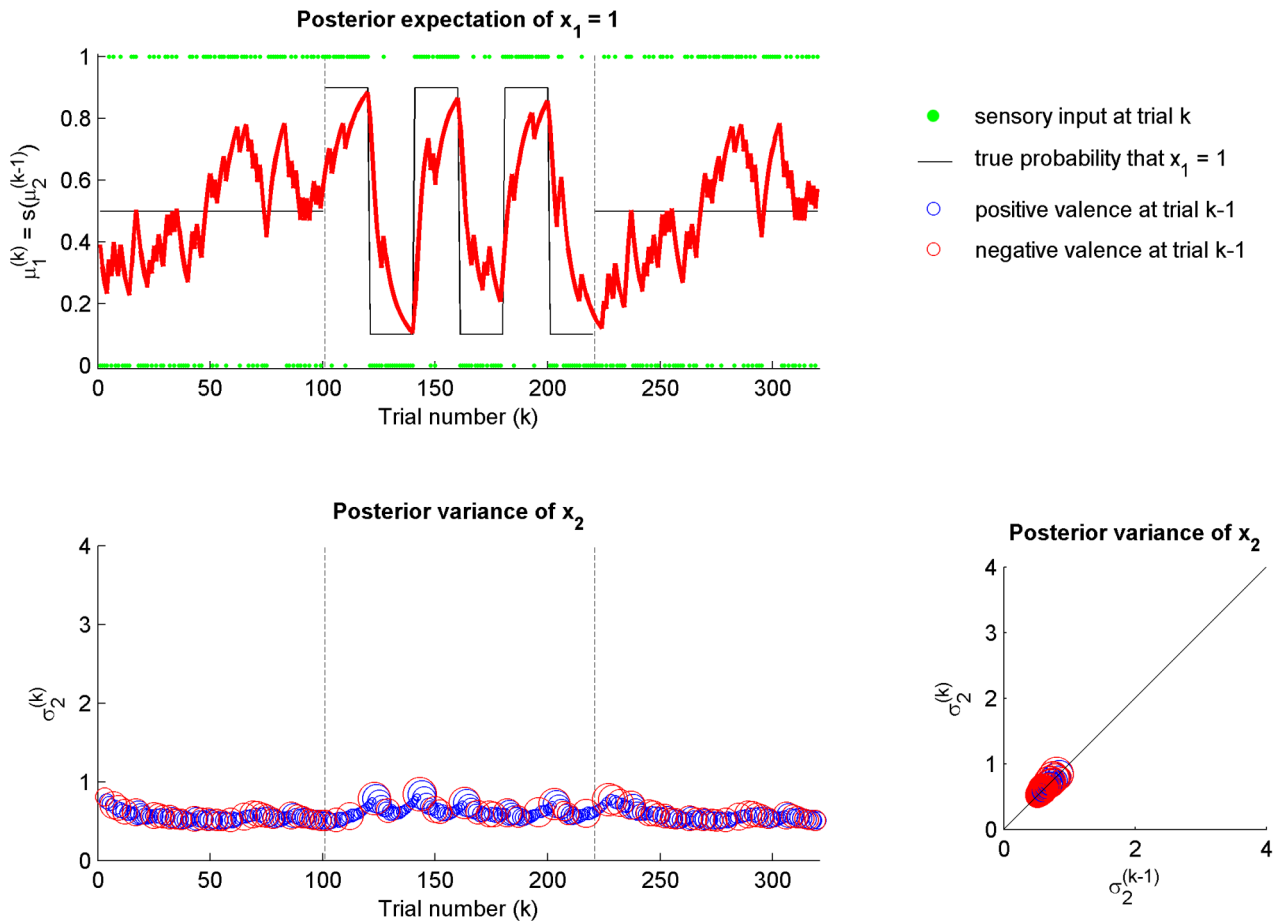 Posterior expectation of x₁ = 1
μ₁⁽ᵏ⁾ = s(μ₂⁽ᵏ⁻¹⁾)
1
0.8
0.6
0.4
0.2
0
0 50 100 150 200 250 300
Trial number (k)
sensory input at trial k
true probability that x₁ = 1
positive valence at trial k-1
negative valence at trial k-1
Posterior variance of x₂
σ₂⁽ᵏ⁾
4
3
2
1
0
0 50 100 150 200 250 300
Trial number (k)
Posterior variance of x₂
σ₂⁽ᵏ⁾
4
3
2
1
0
0 2 4
σ₂⁽ᵏ⁻¹⁾